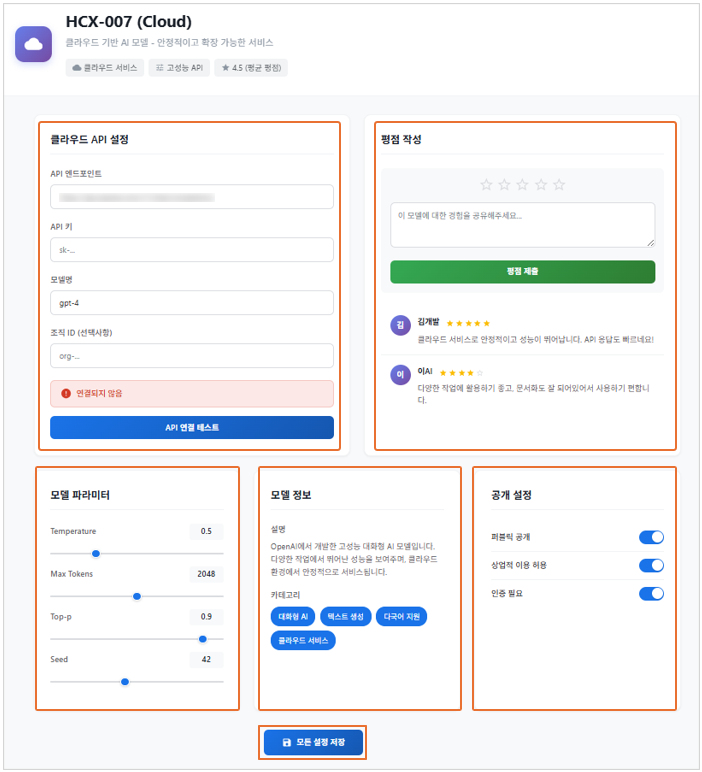 HCX-007 (Cloud)
클라우드 기반 AI 모델 - 안정적이고 확장 가능한 서비스
클라우드 서비스
고성능 API
4.5 (평균 평점)
클라우드 API 설정
API 엔드포인트
API 키
sk-...
모델명
gpt-4
조직 ID (선택사항)
org-...
연결되지 않음
API 연결 테스트
평점 작성
이 모델에 대한 경험을 공유해주세요...
평점 제출
김
김개발
클라우드 서비스로 안정적이고 성능이 뛰어납니다. API 응답도 빠르네요!
이
이AI
다양한 작업에 활용하기 좋고, 문서화도 잘 되어있어서 사용하기 편합니
다.
모델 파라미터
Temperature
0.5
Max Tokens
2048
Top-p
0.9
Seed
42
모델 정보
설명
OpenAI에서 개발한 고성능 대화형 AI 모델입니다.
다양한 작업에서 뛰어난 성능을 보여주며, 클라우드
환경에서 안정적으로 서비스됩니다.
카테고리
대화형 AI
텍스트 생성
다국어 지원
클라우드 서비스
공개 설정
퍼블릭 공개
상업적 이용 허용
인증 필요
모든 설정 저장